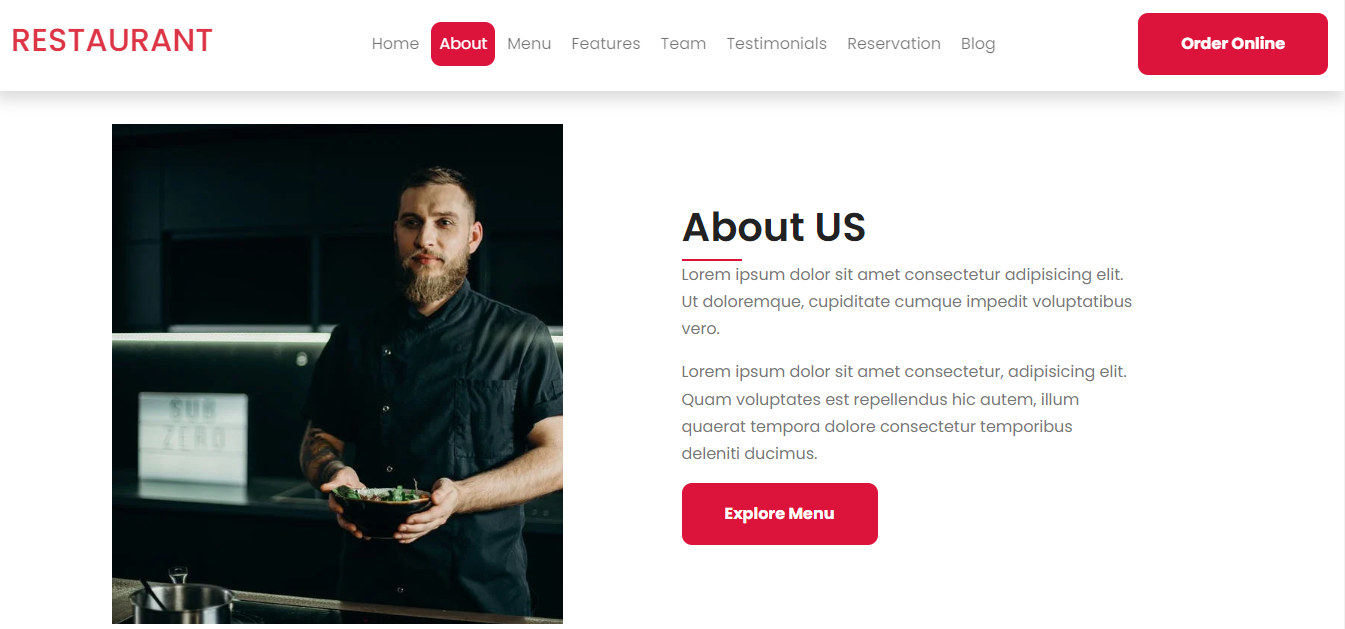 RESTAURANT
Home About Menu Features Team Testimonials Reservation Blog
Order Online
SUB
ZERO
About US
Lorem ipsum dolor sit amet consectetur adipisicing elit.
Ut doloremque, cupiditate cumque impedit voluptatibus
vero.
Lorem ipsum dolor sit amet consectetur, adipisicing elit.
Quam voluptates est repellendus hic autem, illum
quaerat tempora dolore consectetur temporibus
deleniti ducimus.
Explore Menu